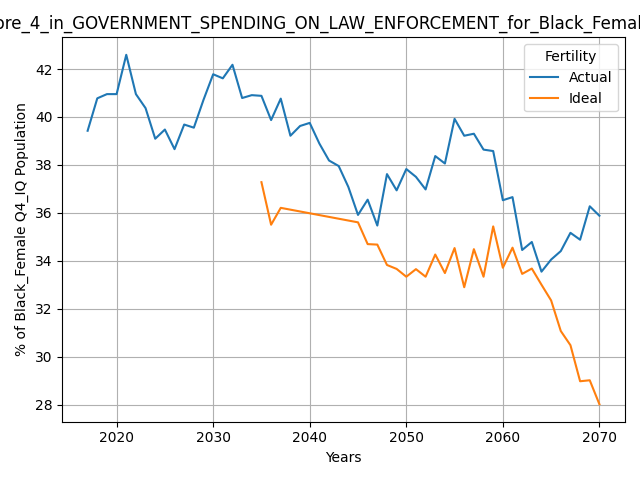 ore_4_in_GOVERNMENT_SPENDING_ON_LAW_ENFORCEMENT_for_Black_Femal
Fertility
Actual
Ideal
% of Black_Female Q4_IQ Population
42
40
38
36
34
32
30
28
2020 2030 2040 2050 2060 2070
Years